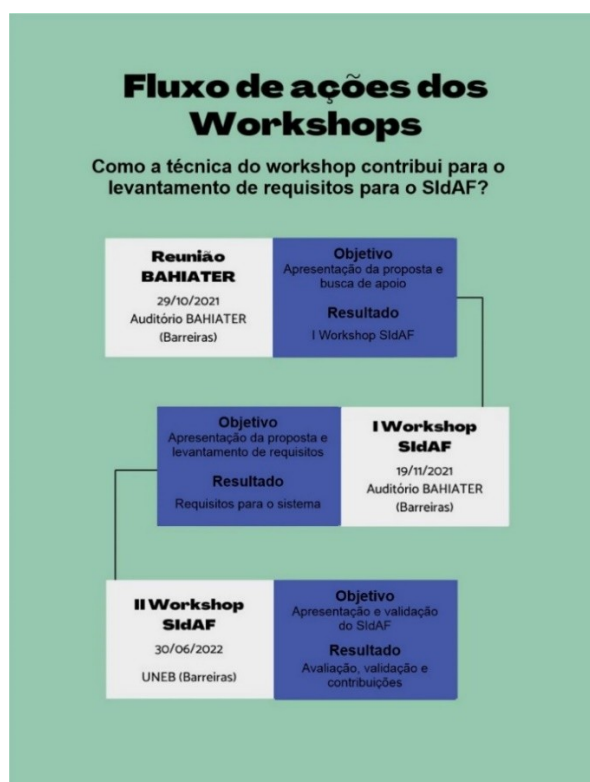 Fluxo de ações dos
Workshops
Como a técnica do workshop contribui para o
levantamento de requisitos para o SIdAF?
Reunião
BAHIATER
29/10/2021
Auditório BAHIATER
(Barreiras)
Objetivo
Apresentação da proposta e
busca de apoio
Resultado
I Workshop SIdAF
Objetivo
Apresentação da proposta e
levantamento de requisitos
Resultado
Requisitos para o sistema
I Workshop
SIdAF
19/11/2021
Auditório BAHIATER
(Barreiras)
II Workshop
SIdAF
30/06/2022
UNEB (Barreiras)
Objetivo
Apresentação e validação
do SIdAF
Resultado
Avaliação, validação e
contribuições